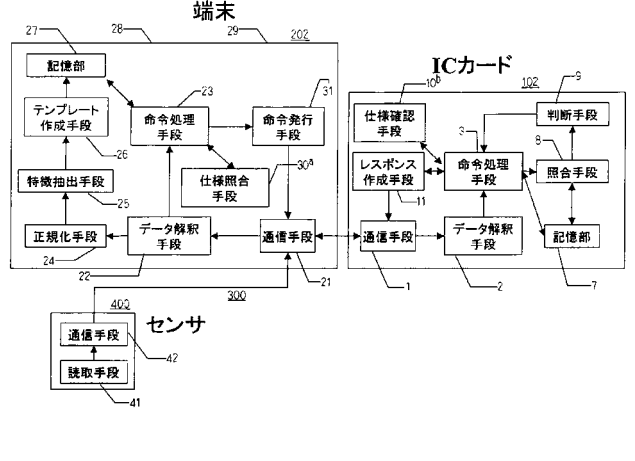 端末
27
28
29
202
記憶部
23
31
テンプレート
作成手段
命令処理
手段
命令発行
手段
26
仕様照合
手段
30a
特徴抽出手段
25
正規化手段
データ解釈
手段
通信手段
24
22
21
ICカード
10b
102
9
仕様確認
手段
3
判断手段
8
レスポンス
作成手段
命令処理
手段
照合手段
11
通信手段
データ解釈
手段
記憶部
1
2
7
300
400
センサ
通信手段
42
読取手段
41